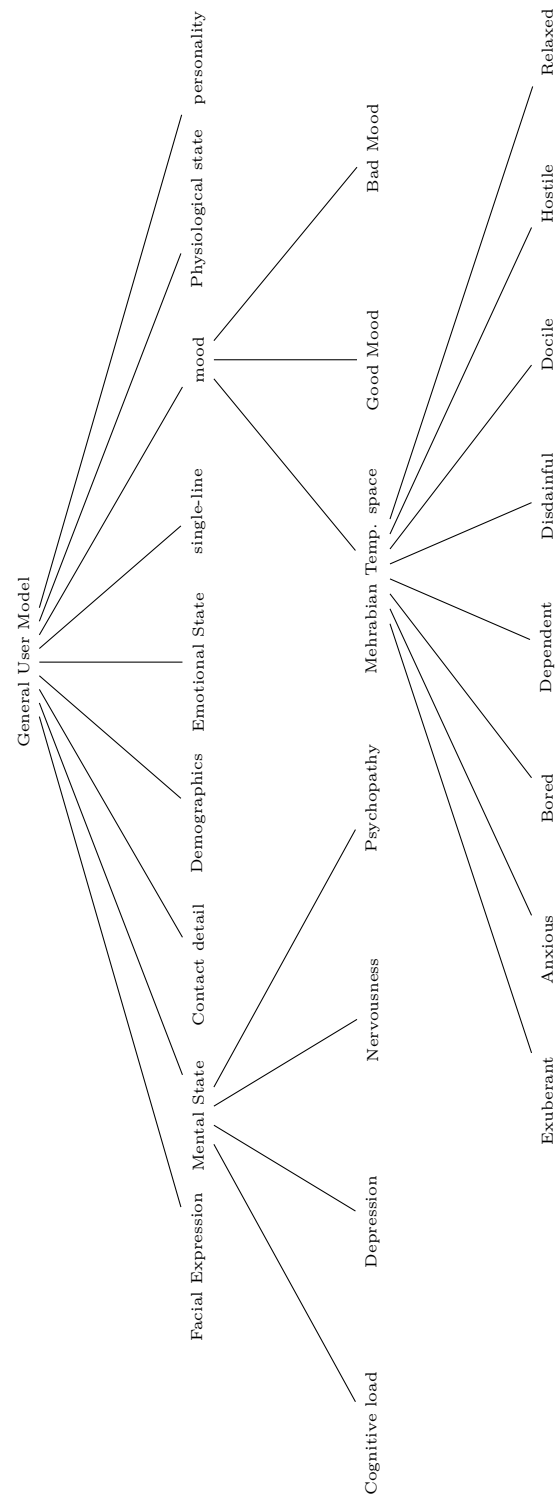 General User Model
Facial Expression
Mental State
Contact detail
Demographics
Emotional State
single-line
mood
Physiological state
personality
Cognitive load
Depression
Nervousness
Psychopathy
Mehrabian Temp. space
Good Mood
Bad Mood
Exuberant
Anxious
Bored
Dependent
Disdainful
Docile
Hostile
Relaxed